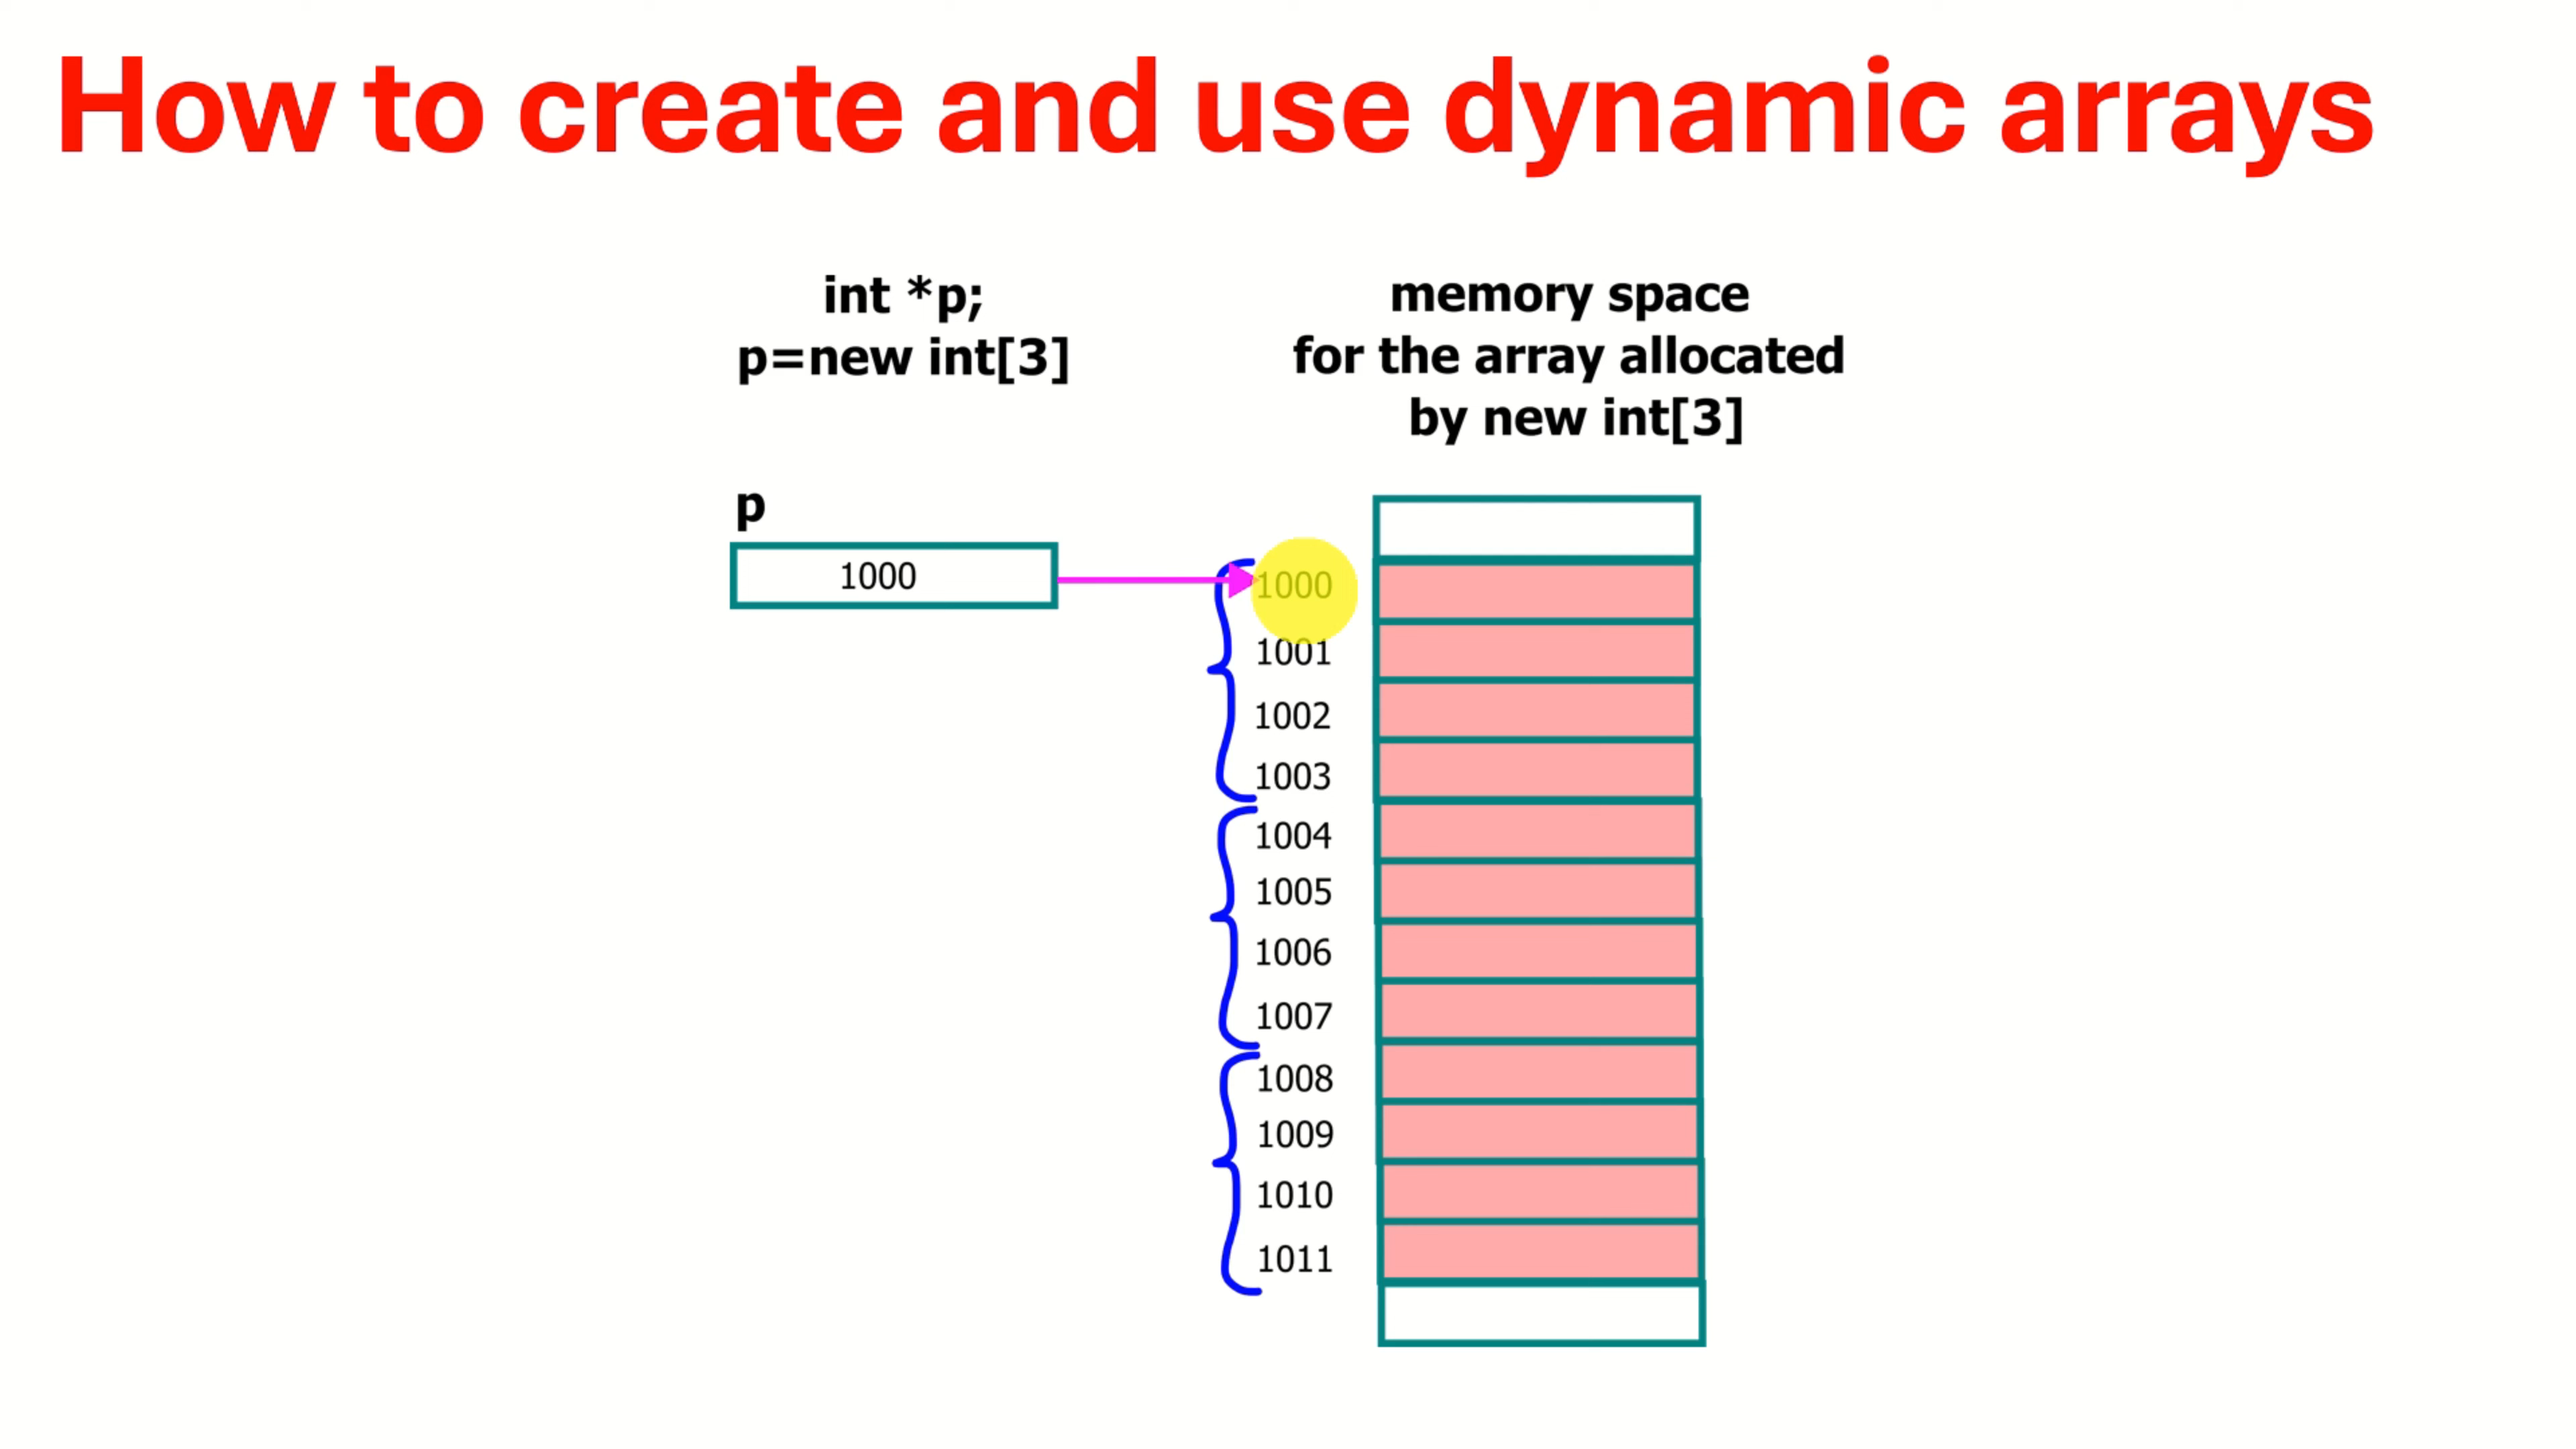 How to create and use dynamic arrays
int *p;
p=new int[3]
memory space
for the array allocated
by new int[3]
p
1000
1000
1001
1002
1003
1004
1005
1006
1007
1008
1009
1010
1011